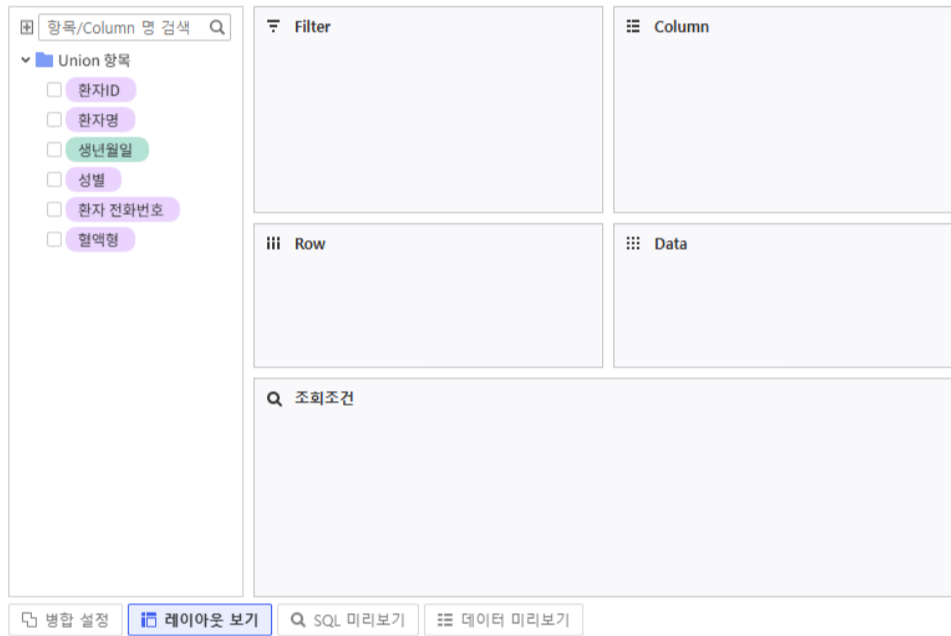 항목/Column 명 검색
Union 항목
환자ID
환자명
생년월일
성별
환자 전화번호
혈액형
Filter
Column
Row
Data
조회조건
병합 설정
레이아웃 보기
SQL 미리보기
데이터 미리보기